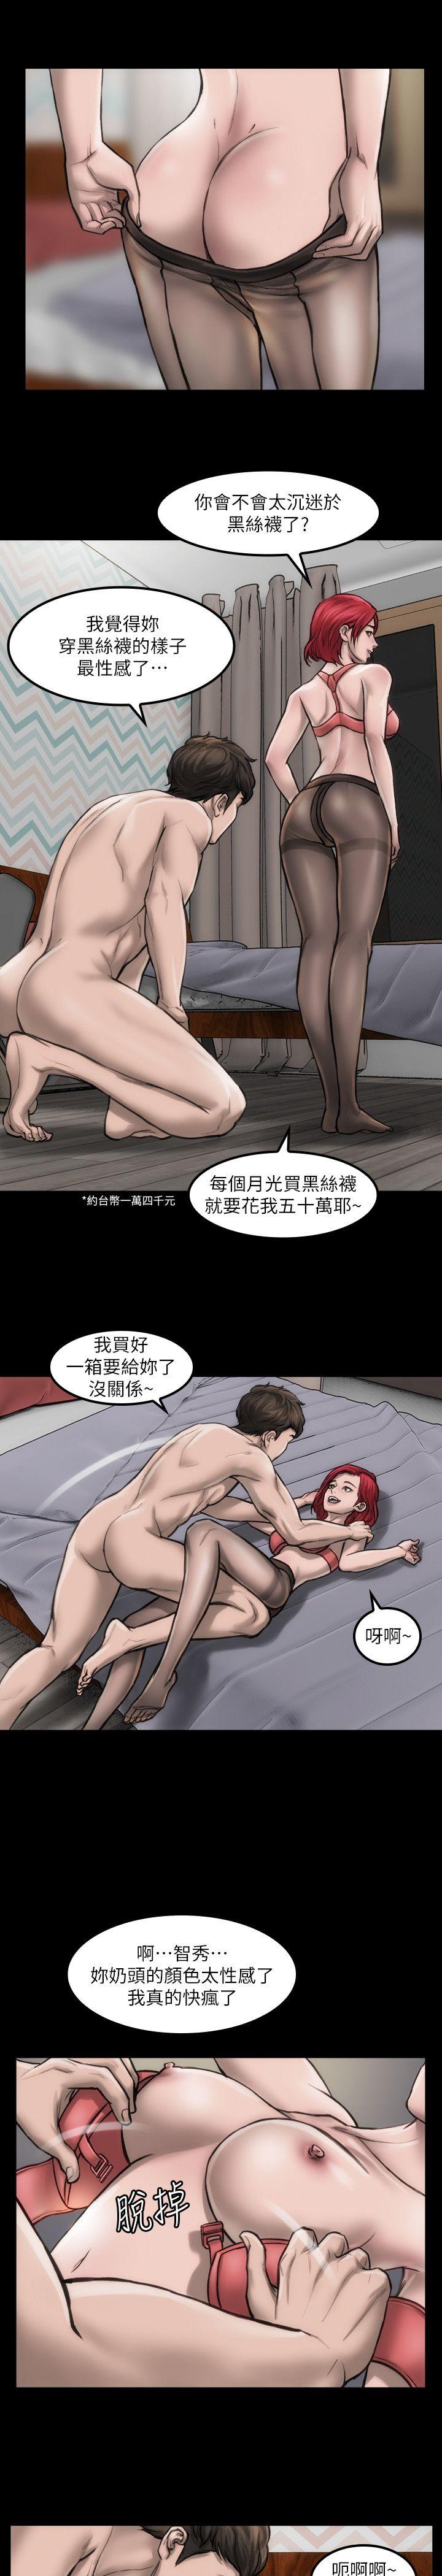 你會不會太沉迷於
黑絲襪了?
我覺得妳
穿黑絲襪的樣子
最性感了…
每個月光買黑絲襪
就要花我五十萬耶~
*約台幣一萬四千元
我買好
一箱要給妳了
沒關係~
呀啊~
啊…智秀…
妳奶頭的顏色太性感了
我真的快瘋了
脫掉
呃啊啊~